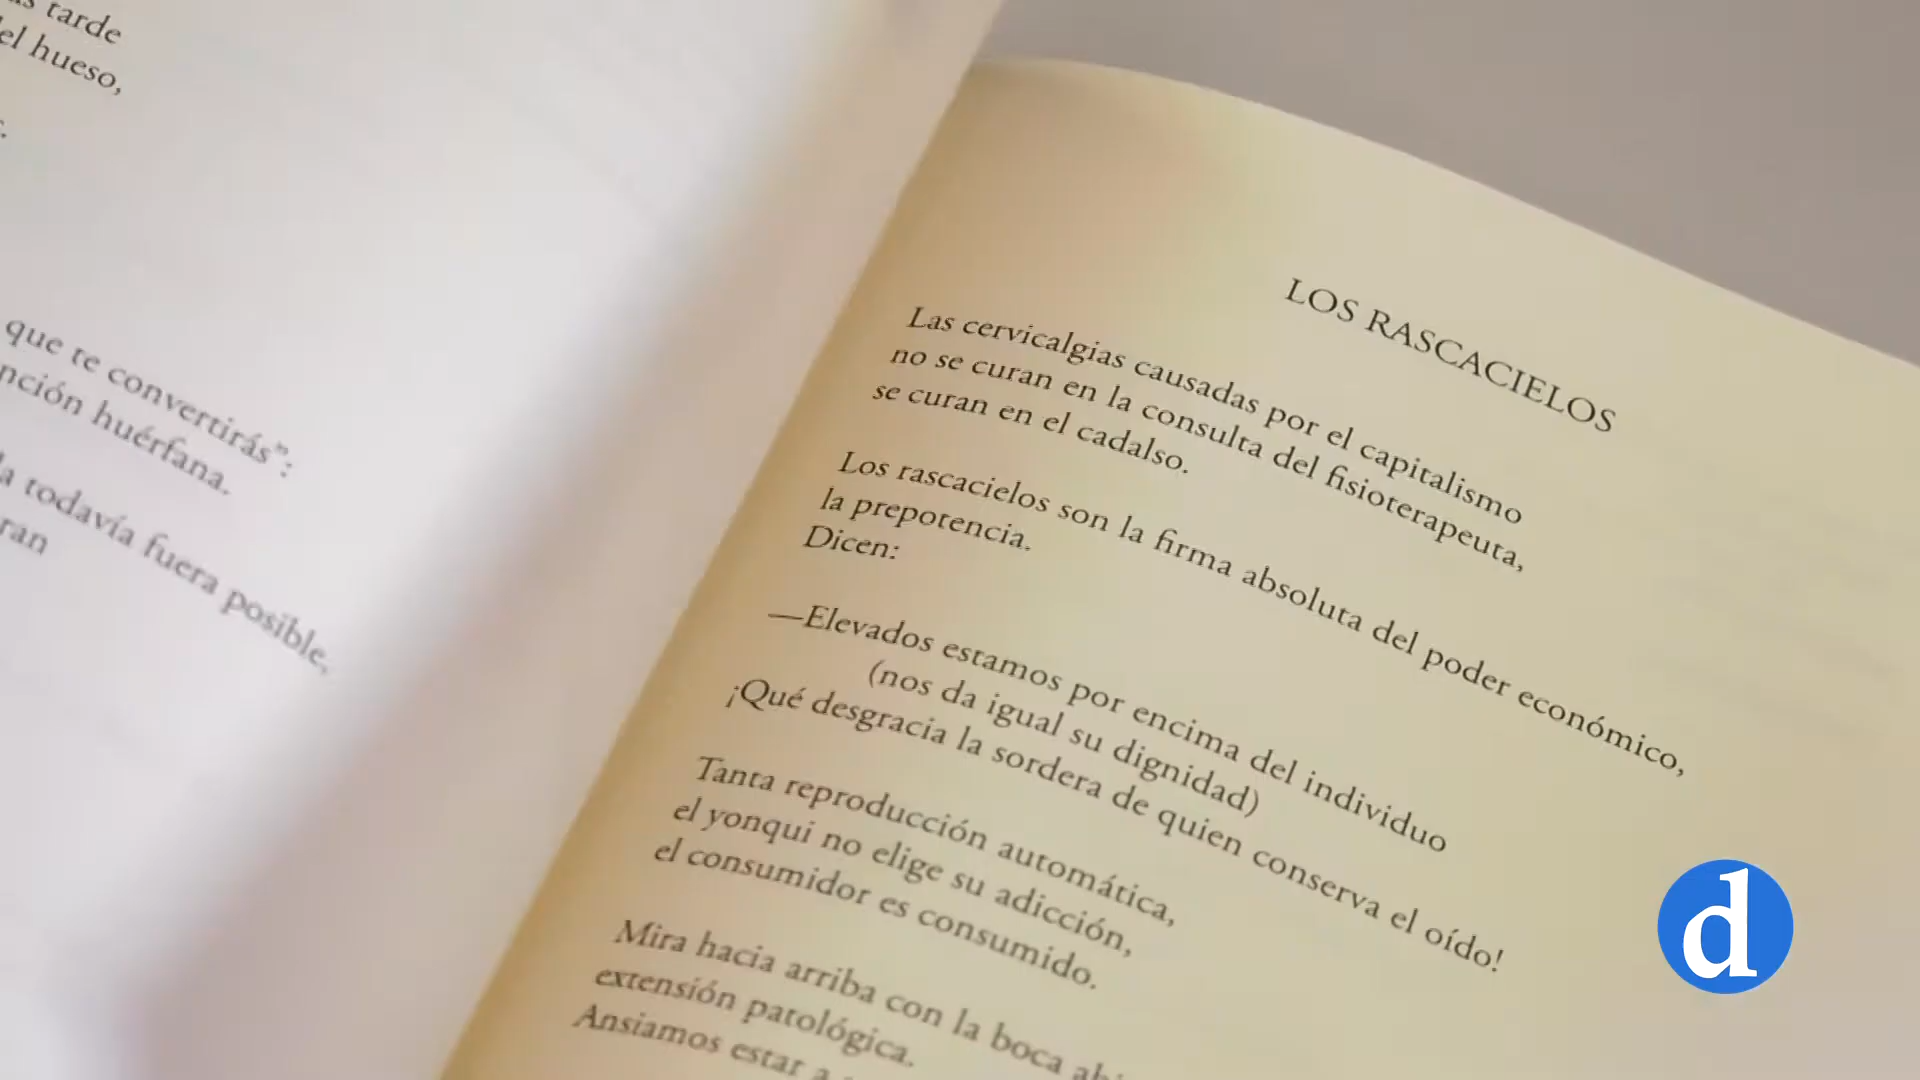 tarde
el hueso,
que te convertirás”:
huérfana.
todavía fuera posible,
LOS RASCACIELOS
Las cervicalgias causadas por el capitalismo
no se curan en la consulta del fisioterapeuta,
se curan en el cadalso.
Los rascacielos son la firma absoluta del poder económico,
la prepotencia.
Dicen:
—Elevados estamos por encima del individuo
(nos da igual su dignidad)
¡Qué desgracia la sordera de quien conserva el oído!
Tanta reproducción automática,
el yonqui no elige su adicción,
el consumidor es consumido.
Mira hacia arriba con la boca
extensión patológica.
Ansiamos estar a
d